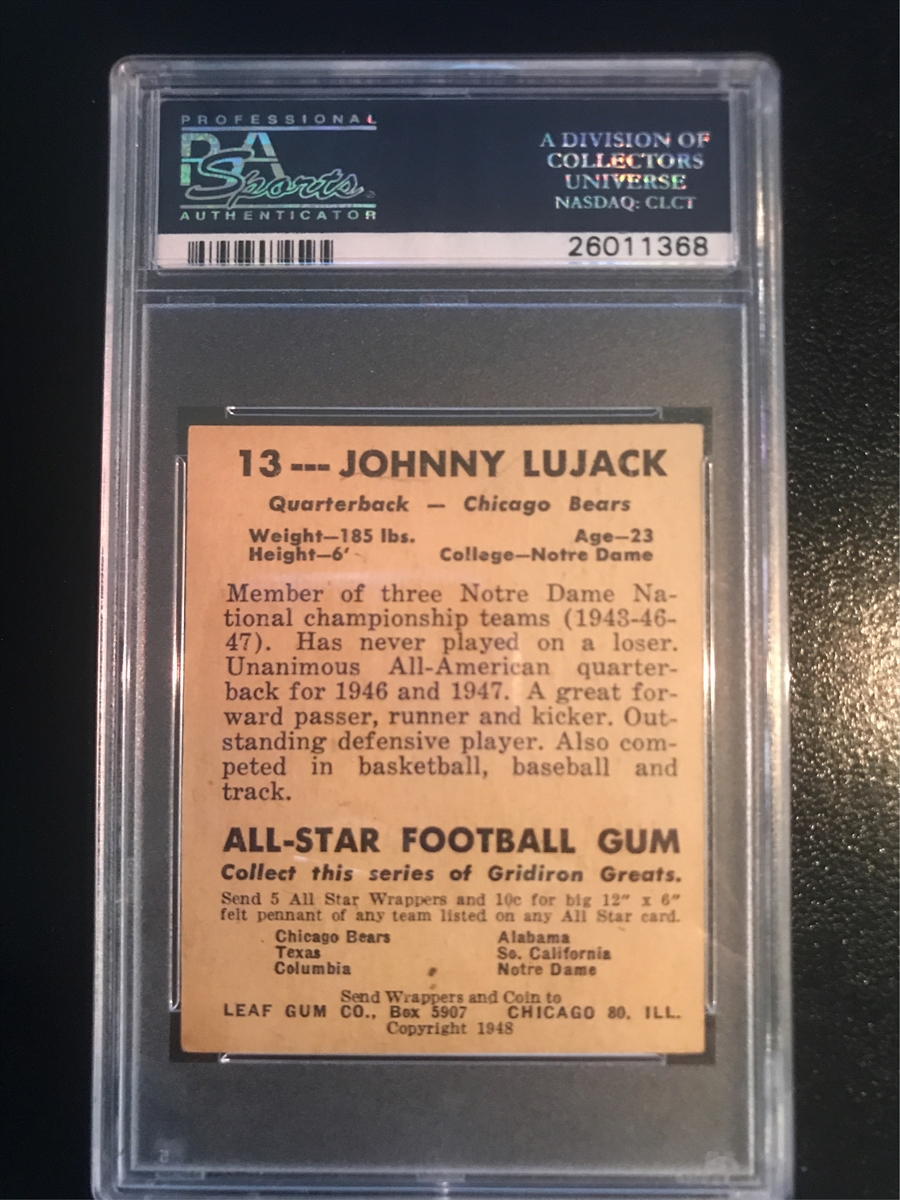 PROFESSIONAL
PSA
Sports
AUTHENTICATOR
A DIVISION OF
COLLECTORS
UNIVERSE
NASDAQ: CLCT
26011368
13---JOHNNY LUJACK
Quarterback — Chicago Bears
Weight—185 lbs. Age—23
Height—6' College—Notre Dame
Member of three Notre Dame Na-
tional championship teams (1943-46-
47). Has never played on a loser.
Unanimous All-American quarter-
back for 1946 and 1947. A great for-
ward passer, runner and kicker. Out-
standing defensive player. Also com-
peted in basketball, baseball and
track.
ALL-STAR FOOTBALL GUM
Collect this series of Gridiron Greats.
Send 5 All Star Wrappers and 10c for big 12" x 6"
felt pennant of any team listed on any All Star card.
Chicago Bears Alabama
Texas So. California
Columbia Notre Dame
Send Wrappers and Coin to
LEAF GUM CO., Box 5907 CHICAGO 80, ILL.
Copyright 1948